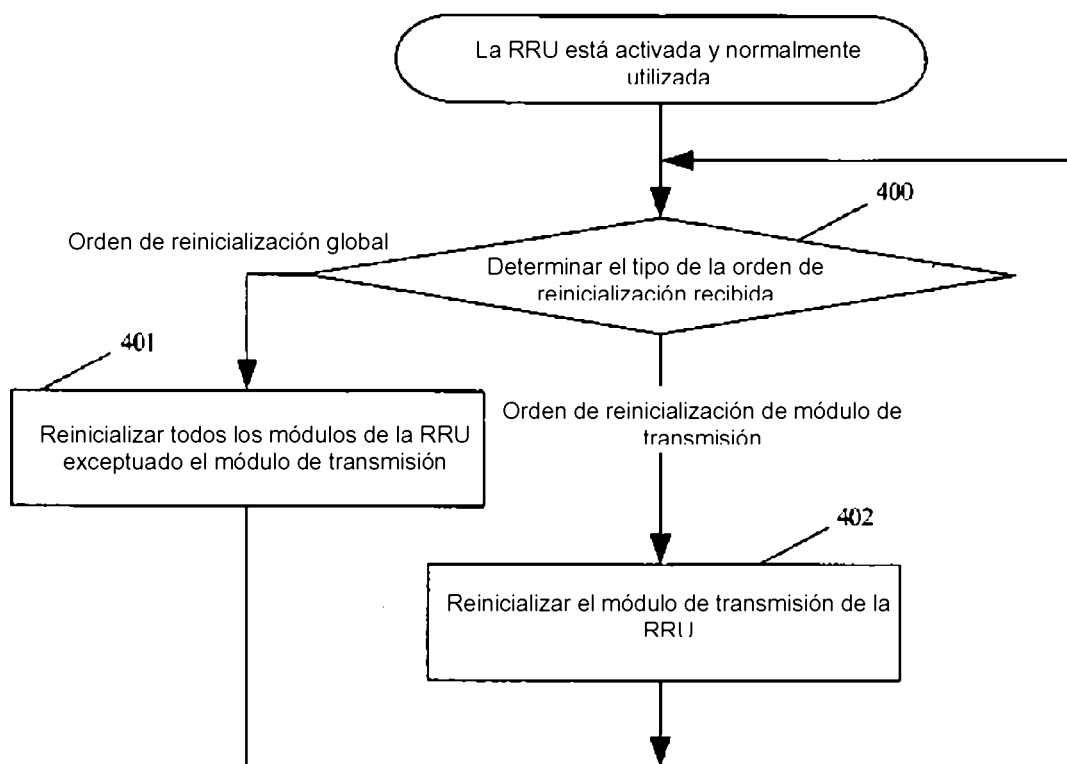 La RRU está activada y normalmente
utilizada
400
Orden de reinicialización global
Determinar el tipo de la orden de
reinicialización recibida
401
Reinicializar todos los módulos de la RRU
exceptuado el módulo de transmisión
Orden de reinicialización de módulo de
transmisión
402
Reinicializar el módulo de transmisión de la
RRU